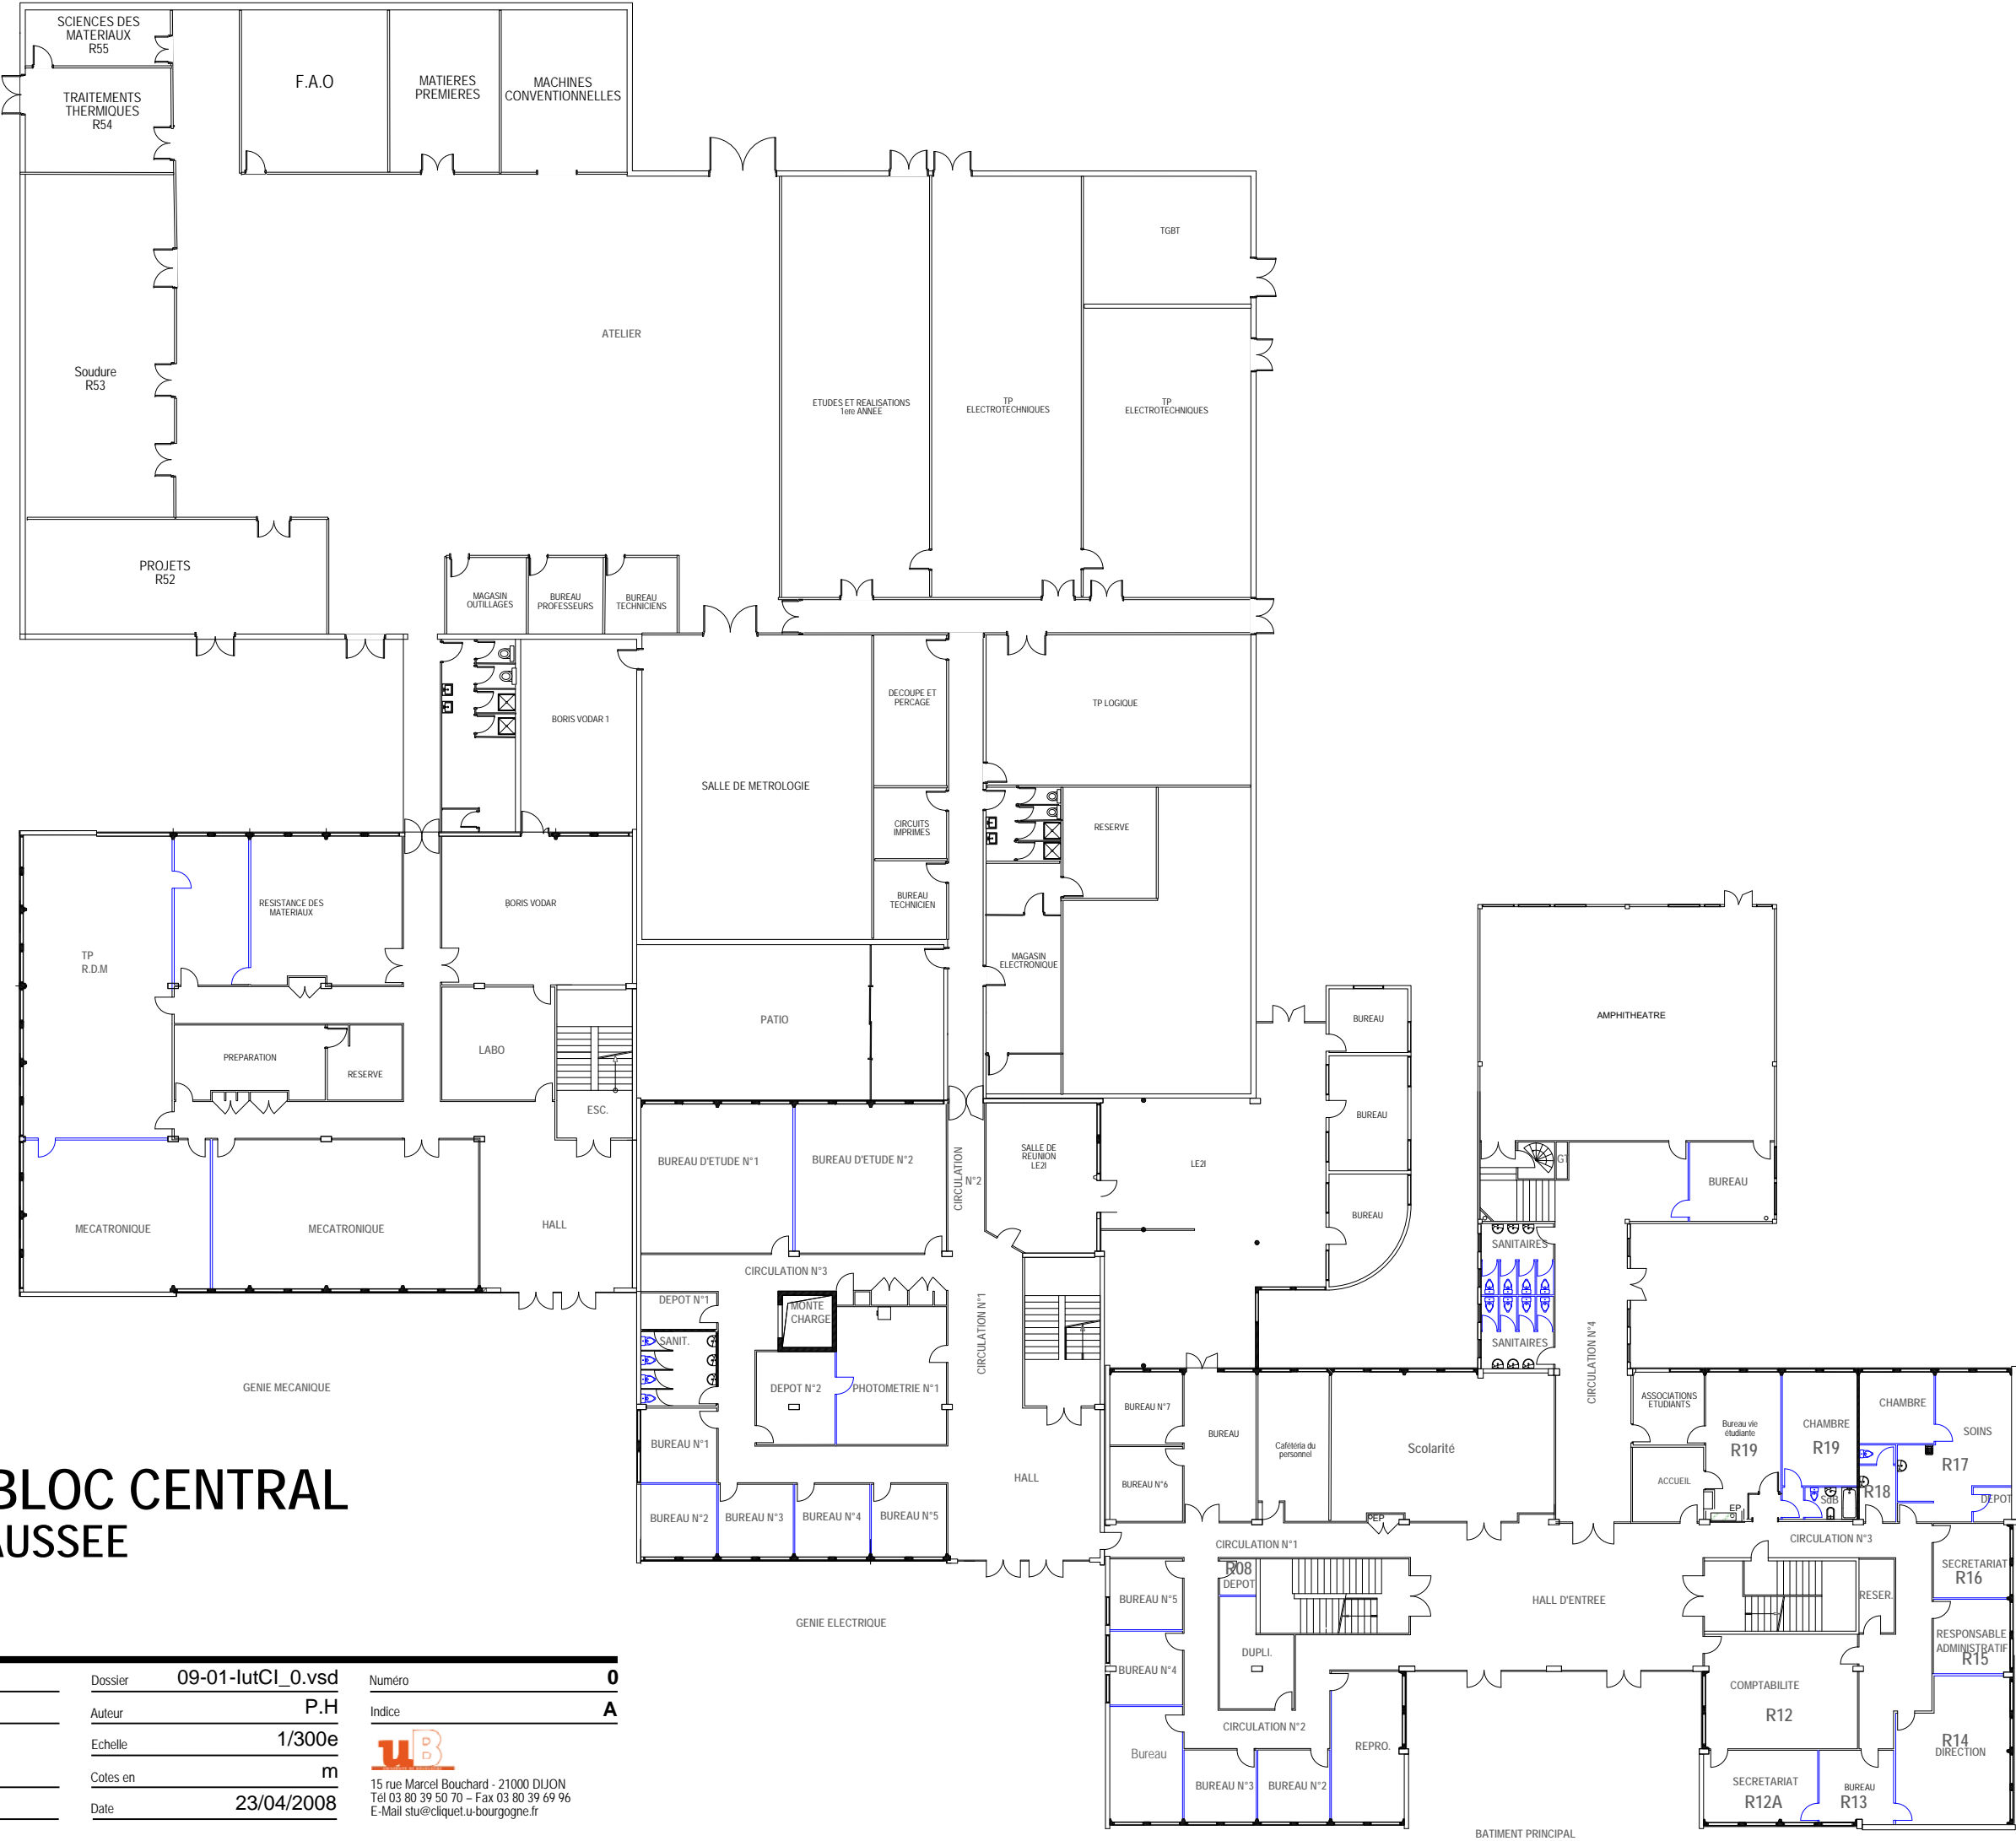 SCIENCES DES
MATERIAUX
R55
F.A.O
MATIERES
PREMIERES
MACHINES
CONVENTIONNELLES
TRAITEMENTS
THERMIQUES
R54
TGBT
ATELIER
Soudure
R53
ETUDES ET REALISATIONS
1ere ANNEE
TP
ELECTROTECHNIQUES
TP
ELECTROTECHNIQUES
PROJETS
R52
MAGASIN
OUTILLAGES
BUREAU
PROFESSEURS
BUREAU
TECHNICIENS
BORIS VODAR 1
DECOUPE ET
PERCAGE
TP LOGIQUE
SALLE DE METROLOGIE
CIRCUITS
IMPRIMES
RESERVE
BUREAU
TECHNICIEN
RESISTANCE DES
MATERIAUX
BORIS VODAR
TP
R.D.M
MAGASIN
ELECTRONIQUE
PATIO
BUREAU
AMPHITHEATRE
LABO
PREPARATION
RESERVE
ESC.
BUREAU
BUREAU D'ETUDE N°1
BUREAU D'ETUDE N°2
CIRCULATION
N°2
SALLE DE
REUNION
LE2I
LE2I
GT
BUREAU
BUREAU
MECATRONIQUE
MECATRONIQUE
HALL
SANITAIRES
CIRCULATION N°3
DEPOT N°1
MONTE
CHARGE
CIRCULATION N°1
SANIT.
SANITAIRES
CIRCULATION N°4
GENIE MECANIQUE
DEPOT N°2
PHOTOMETRIE N°1
BUREAU N°7
BUREAU
Cafétéria du
personnel
Scolarité
ASSOCIATIONS
ETUDIANTS
Bureau vie
étudiante
R19
CHAMBRE
R19
CHAMBRE
SOINS
R17
BUREAU N°1
HALL
BUREAU N°6
ACCUEIL
SdB
R18
DEPOT
EP
PEP
BLOC CENTRAL
AUSSEE
BUREAU N°2
BUREAU N°3
BUREAU N°4
BUREAU N°5
CIRCULATION N°1
CIRCULATION N°3
R08
DEPOT
SECRETARIAT
R16
BUREAU N°5
HALL D'ENTREE
RESER.
GENIE ELECTRIQUE
RESPONSABLE
ADMINISTRATIF
R15
DUPLI.
BUREAU N°4
COMPTABILITE
R12
CIRCULATION N°2
Bureau
REPRO.
R14
DIRECTION
BUREAU N°3
BUREAU N°2
SECRETARIAT
R12A
BUREAU
R13
BATIMENT PRINCIPAL
Dossier 09-01-IutCI_0.vsd
Numéro 0
Auteur P.H
Indice A
Echelle 1/300e
uB
Cotes en m
Date 23/04/2008
15 rue Marcel Bouchard - 21000 DIJON
Tél 03 80 39 50 70 – Fax 03 80 39 69 96
E-Mail stu@cliquet.u-bourgogne.fr